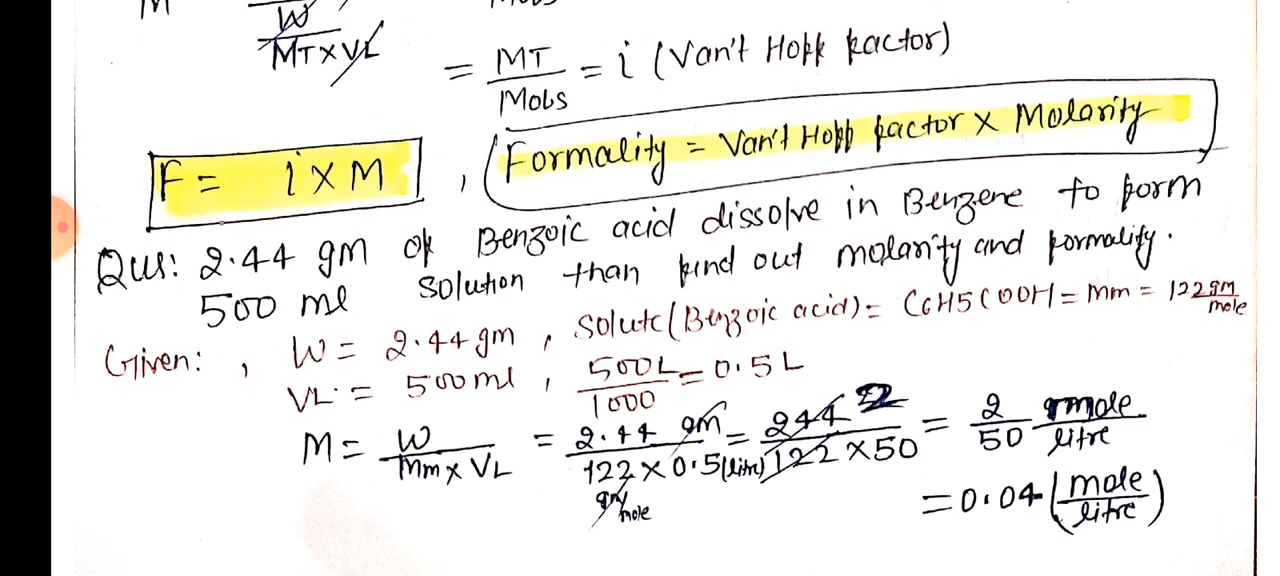 M W/MT×VL Mobs
= MT/Mobs = i (Van't Hoff factor)
F = i × M , (Formality = Van't Hoff factor × Molarity
Qus: 2.44 gm of Benzoic acid dissolve in Benzene to form
500 ml solution than find out molarity and formality.
Given: , W = 2.44 gm , Solute (Benzoic acid) = C6H5COOH = Mm = 122 gm/mole
VL = 500 ml , 500L/1000 = 0.5 L
M = W/Mm × VL = 2.44 gm/122 × 0.5 (litre) gm/mole = 244 2/122 × 50 = 2/50 mole/litre
= 0.04 (mole/litre)